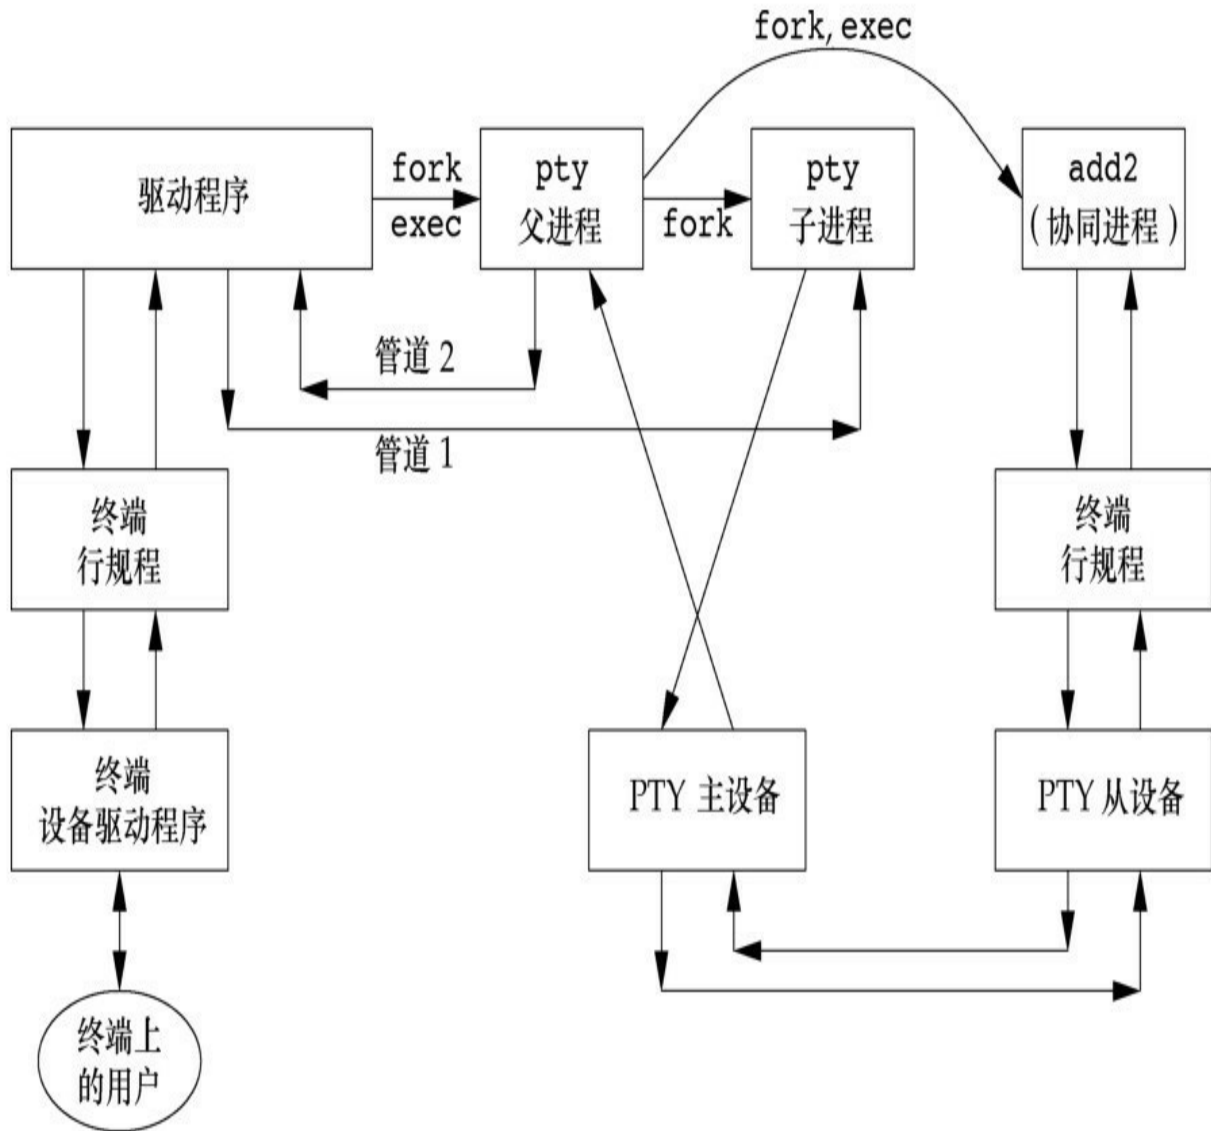 fork, exec
驱动程序
fork
exec
pty
父进程
fork
pty
子进程
add2
（协同进程）
管道 2
管道 1
终端
行规程
终端
行规程
终端
设备驱动程序
PTY 主设备
PTY 从设备
终端上
的用户